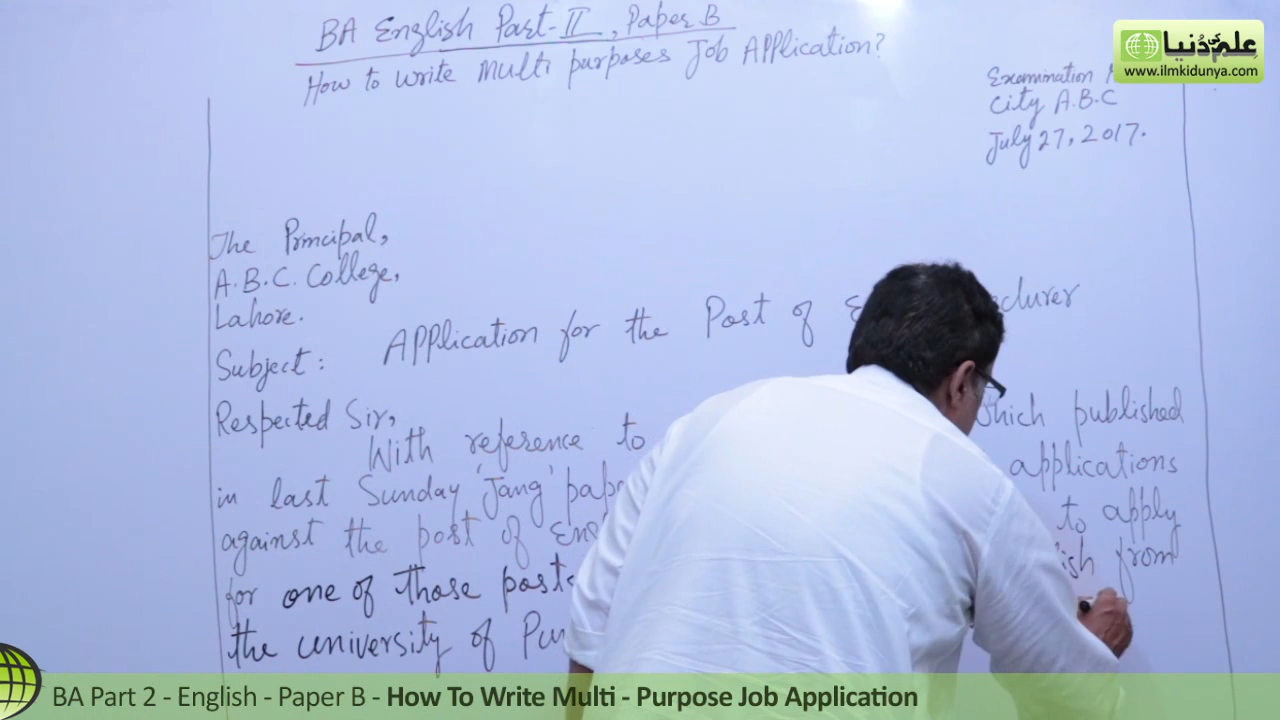 BA English Part-II, Paper B
How to write Multi purposes Job Application?
علم کی دُنیا
www.ilmkidunya.com
Examination
City A.B.C
July 27, 2017.
The Principal,
A.B.C. College,
Lahore.
Subject: Application for the Post of
Respected Sir,
With reference to which published
in last Sunday 'Jang' applications
against the post of to apply
for one of those from
the university of
BA Part 2 - English - Paper B - How To Write Multi - Purpose Job Application